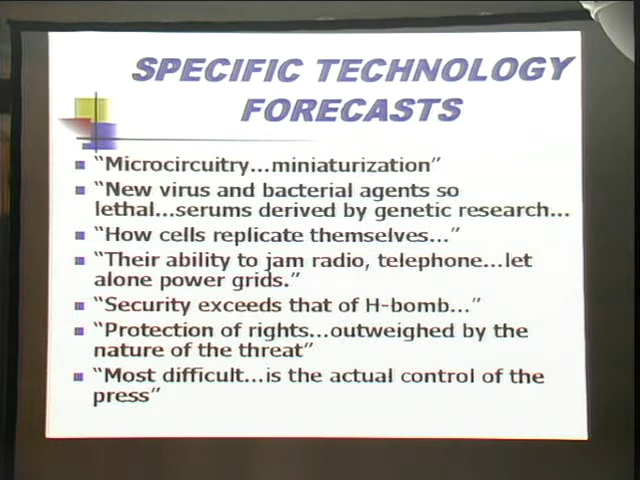 SPECIFIC TECHNOLOGY
FORECASTS
“Microcircuitry...miniaturization”
“New virus and bacterial agents so
lethal...serums derived by genetic research...
“How cells replicate themselves...”
“Their ability to jam radio, telephone...let
alone power grids.”
“Security exceeds that of H-bomb...”
“Protection of rights...outweighed by the
nature of the threat”
“Most difficult...is the actual control of the
press”